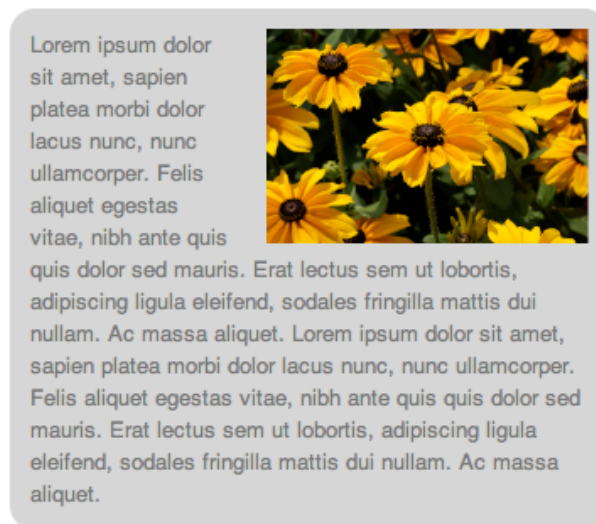 Lorem ipsum dolor
sit amet, sapien
platea morbi dolor
lacus nunc, nunc
ullamcorper. Felis
aliquet egestas
vitae, nibh ante quis
quis dolor sed mauris. Erat lectus sem ut lobortis,
adipiscing ligula eleifend, sodales fringilla mattis dui
nullam. Ac massa aliquet. Lorem ipsum dolor sit amet,
sapien platea morbi dolor lacus nunc, nunc ullamcorper.
Felis aliquet egestas vitae, nibh ante quis quis dolor sed
mauris. Erat lectus sem ut lobortis, adipiscing ligula
eleifend, sodales fringilla mattis dui nullam. Ac massa
aliquet.